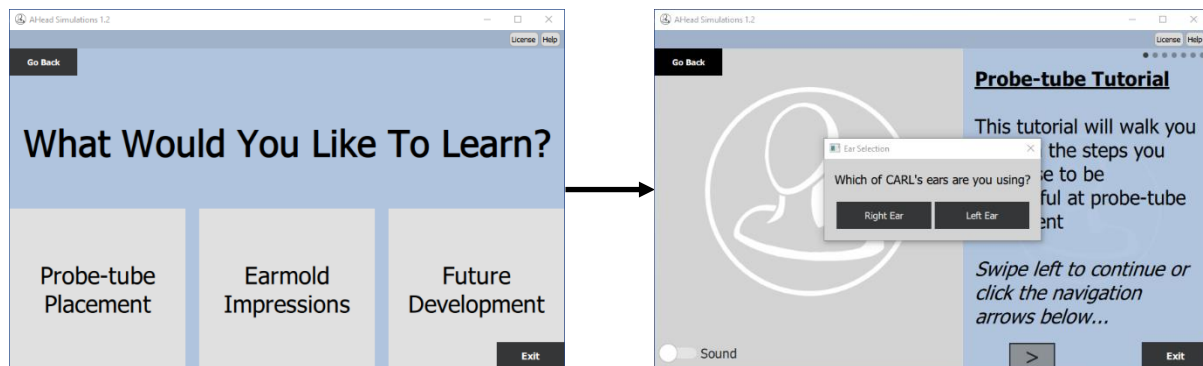 AHead Simulations 1.2
License Help
Go Back
What Would You Like To Learn?
Probe-tube
Placement
Earmold
Impressions
Future
Development
Exit
AHead Simulations 1.2
License Help
Go Back
Probe-tube Tutorial
This tutorial will walk you
the steps you
to be
at probe-tube
Ear Selection
Which of CARL's ears are you using?
Right Ear Left Ear
Swipe left to continue or
click the navigation
arrows below...
>
Sound
Exit